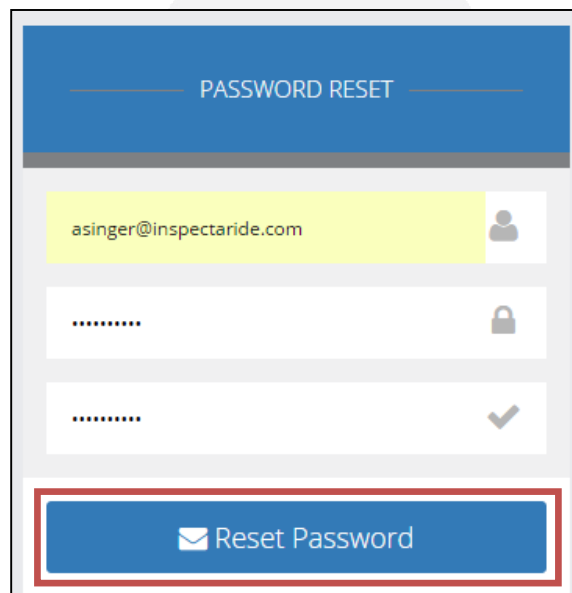 PASSWORD RESET
asinger@inspectaride.com
••••••••••
••••••••••
Reset Password